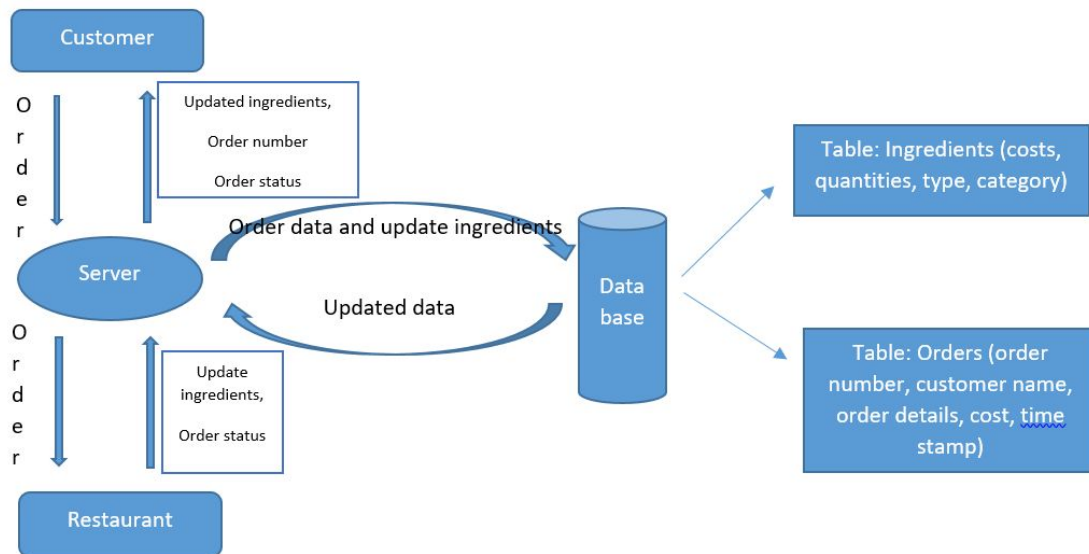 Customer
Order
Updated ingredients,
Order number
Order status
Table: Ingredients (costs,
quantities, type, category)
Order data and update ingredients
Server
Data
base
Updated data
Order
Update
ingredients,
Order status
Table: Orders (order
number, customer name,
order details, cost, time
stamp)
Restaurant